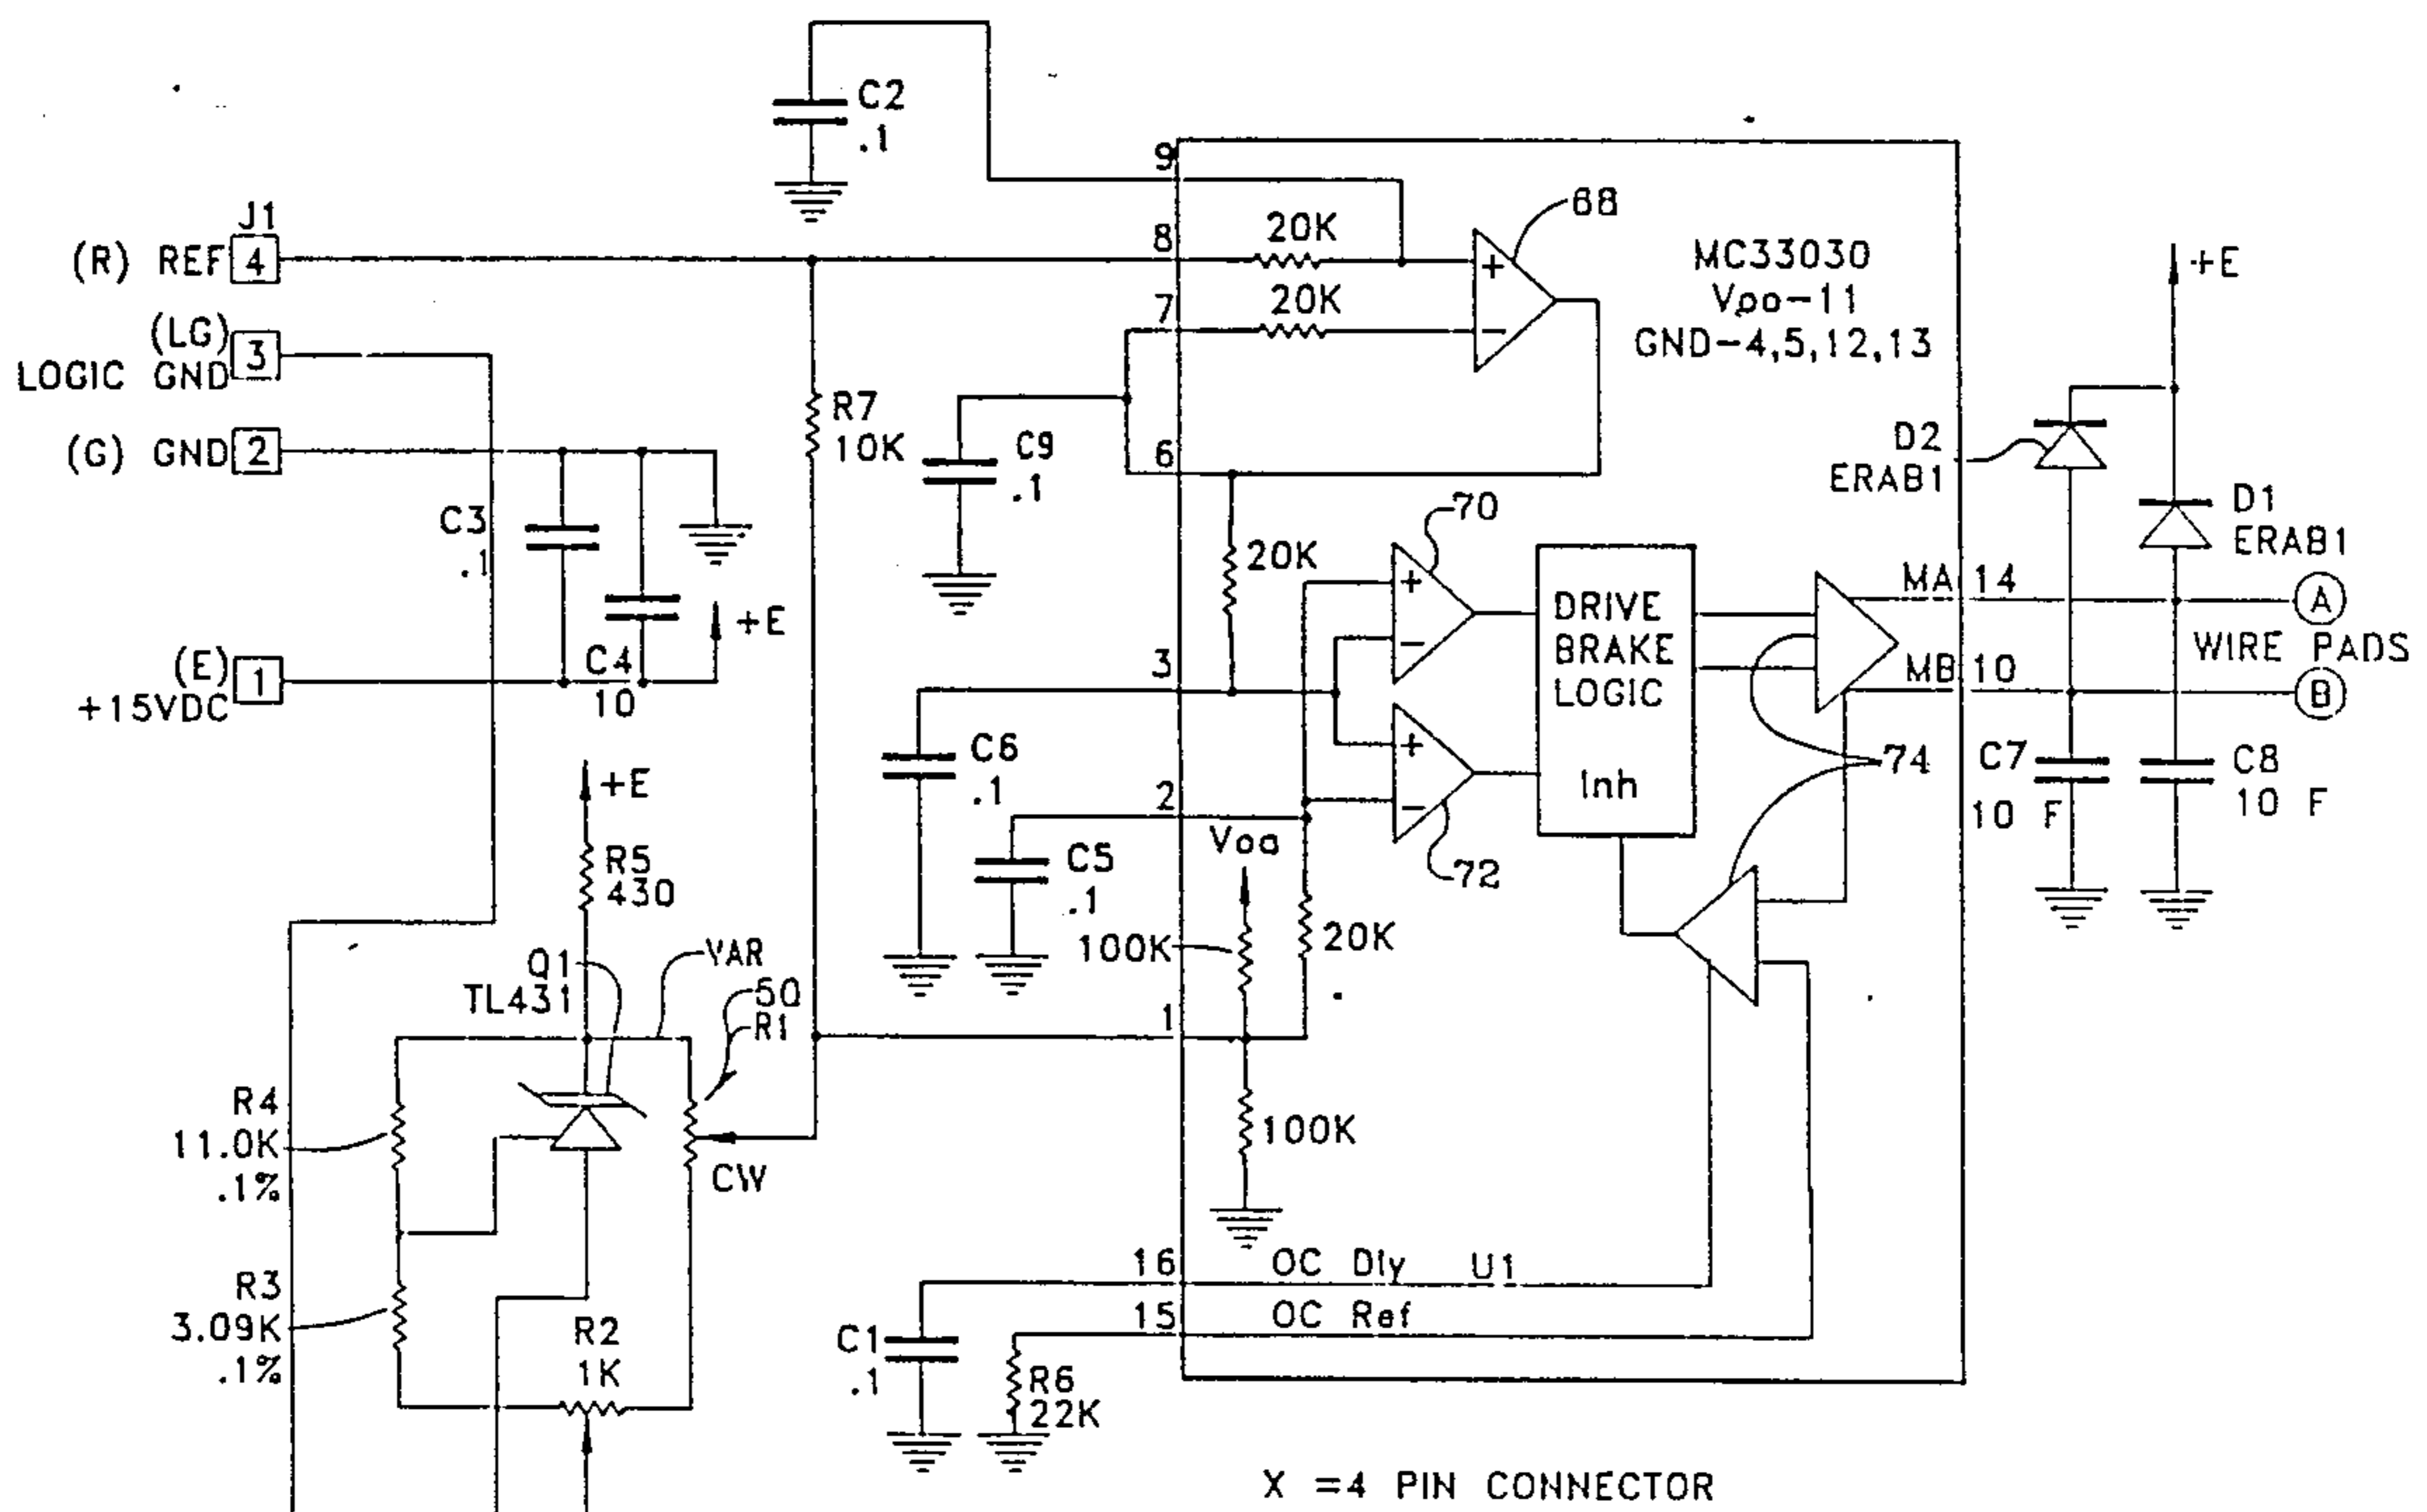 C2
.1
9
J1
(R) REF 4
8
20K
68
MC33030
Vpo-11
GND-4,5,12,13
+E
(LG)
LOGIC GND 3
7
20K
R7
10K
(G) GND 2
C9
.1
6
D2
ERAB1
C3
.1
20K
70
D1
ERAB1
+E
DRIVE
BRAKE
LOGIC
Inh
MA 14
A
WIRE PADS
MB 10
B
(E)
+15VDC 1
C4
10
3
C6
.1
74
C7
10 F
C8
10 F
+E
2
Voo
R5
430
C5
.1
72
100K
20K
Q1
TL431
VAR
50
R1
1
R4
11.0K
.1%
CW
100K
16 OC Dly U1
R3
3.09K
.1%
15 OC Ref
R2
1K
C1
.1
R6
22K
X =4 PIN CONNECTOR